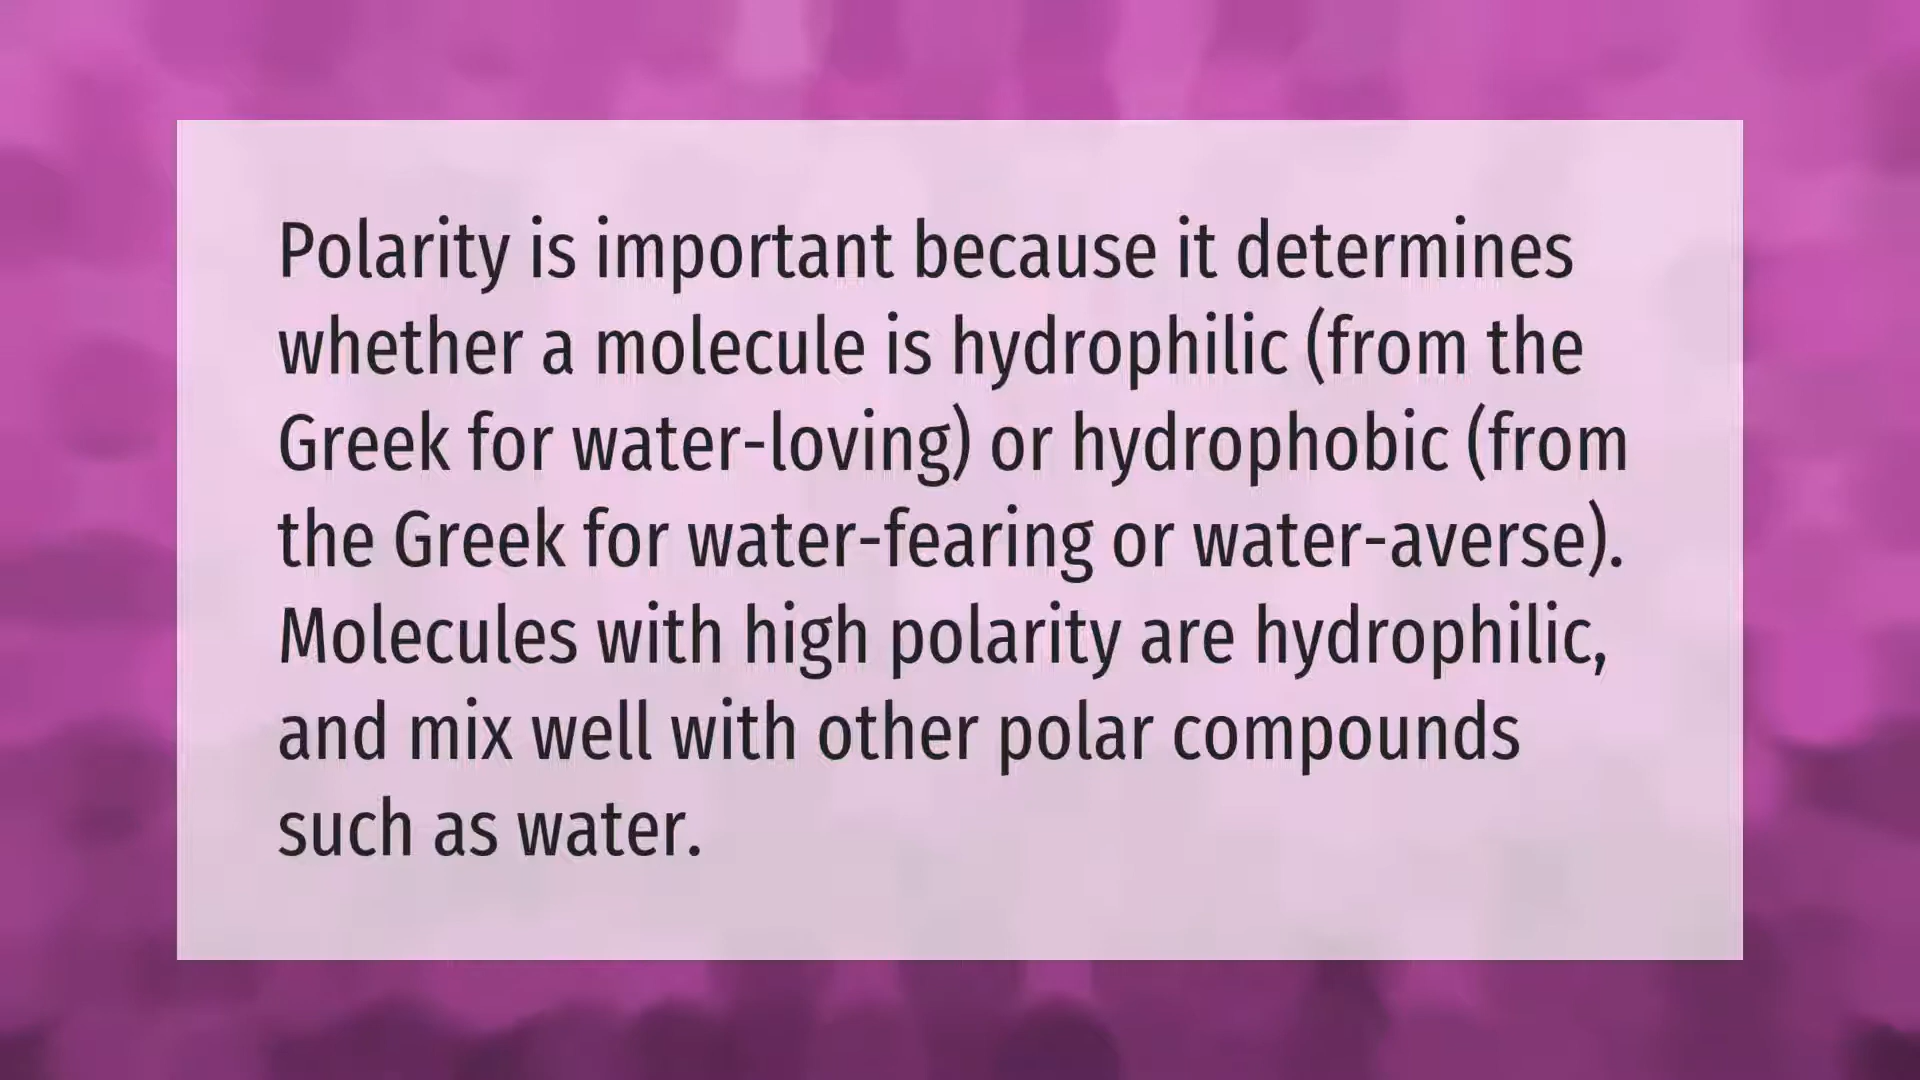 Polarity is important because it determines
whether a molecule is hydrophilic (from the
Greek for water-loving) or hydrophobic (from
the Greek for water-fearing or water-averse).
Molecules with high polarity are hydrophilic,
and mix well with other polar compounds
such as water.